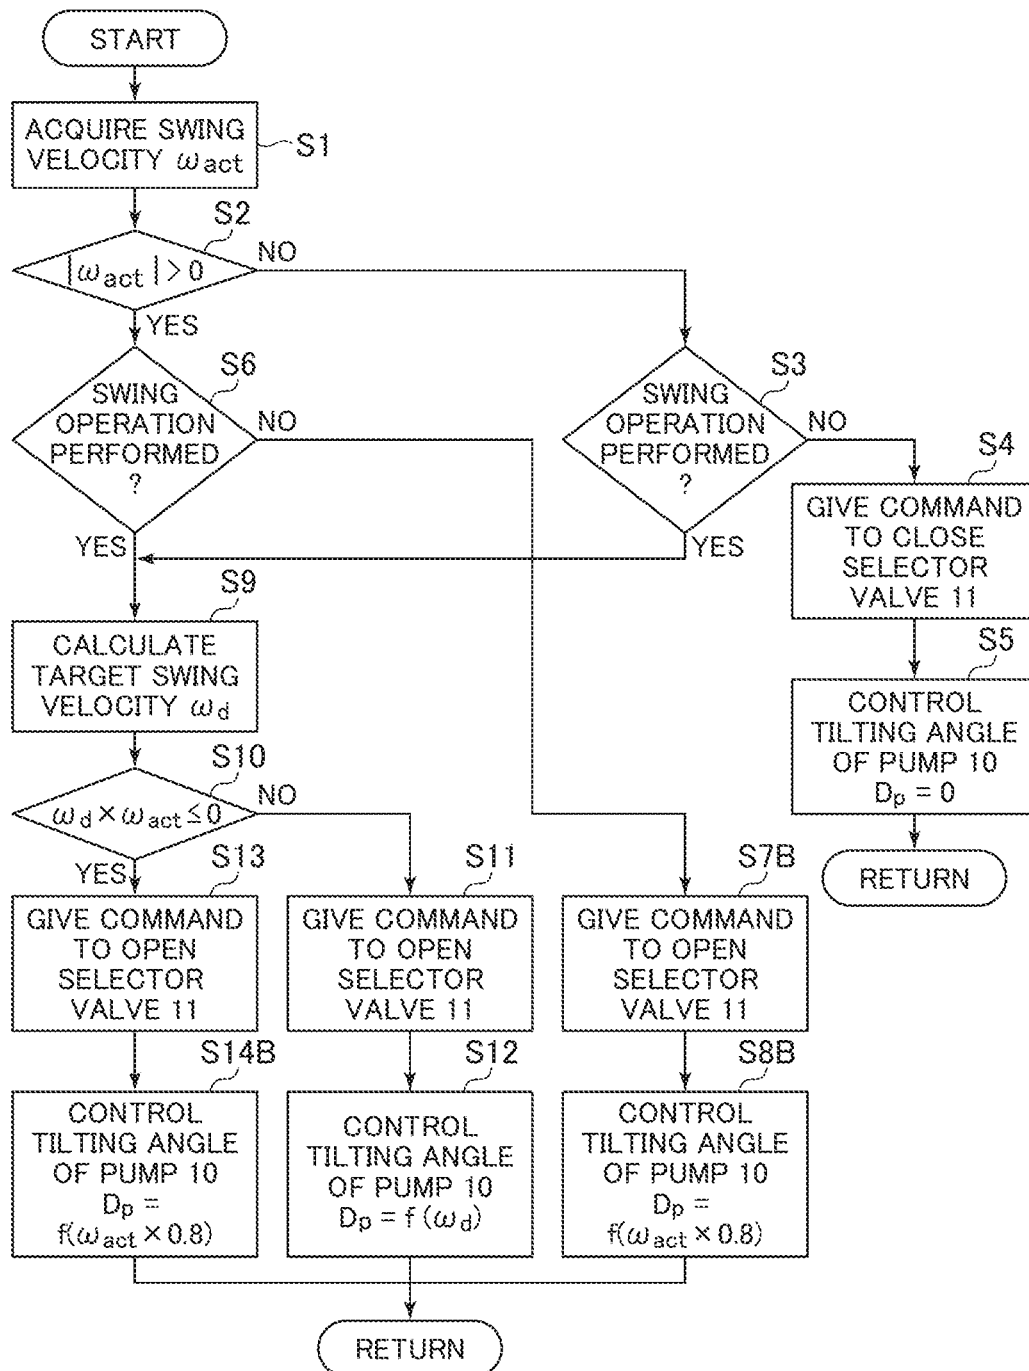 START
ACQUIRE SWING
VELOCITY ωact
S1
S2
|ωact| > 0
NO
YES
S6
SWING
OPERATION
PERFORMED
?
NO
YES
S3
SWING
OPERATION
PERFORMED
?
NO
YES
S4
GIVE COMMAND
TO CLOSE
SELECTOR
VALVE 11
S5
CONTROL
TILTING ANGLE
OF PUMP 10
Dp = 0
RETURN
S9
CALCULATE
TARGET SWING
VELOCITY ωd
S10
ωd × ωact ≤ 0
NO
YES
S13
GIVE COMMAND
TO OPEN
SELECTOR
VALVE 11
S11
GIVE COMMAND
TO OPEN
SELECTOR
VALVE 11
S7B
GIVE COMMAND
TO OPEN
SELECTOR
VALVE 11
S14B
CONTROL
TILTING ANGLE
OF PUMP 10
Dp =
f(ωact × 0.8)
S12
CONTROL
TILTING ANGLE
OF PUMP 10
Dp = f (ωd)
S8B
CONTROL
TILTING ANGLE
OF PUMP 10
Dp =
f(ωact × 0.8)
RETURN